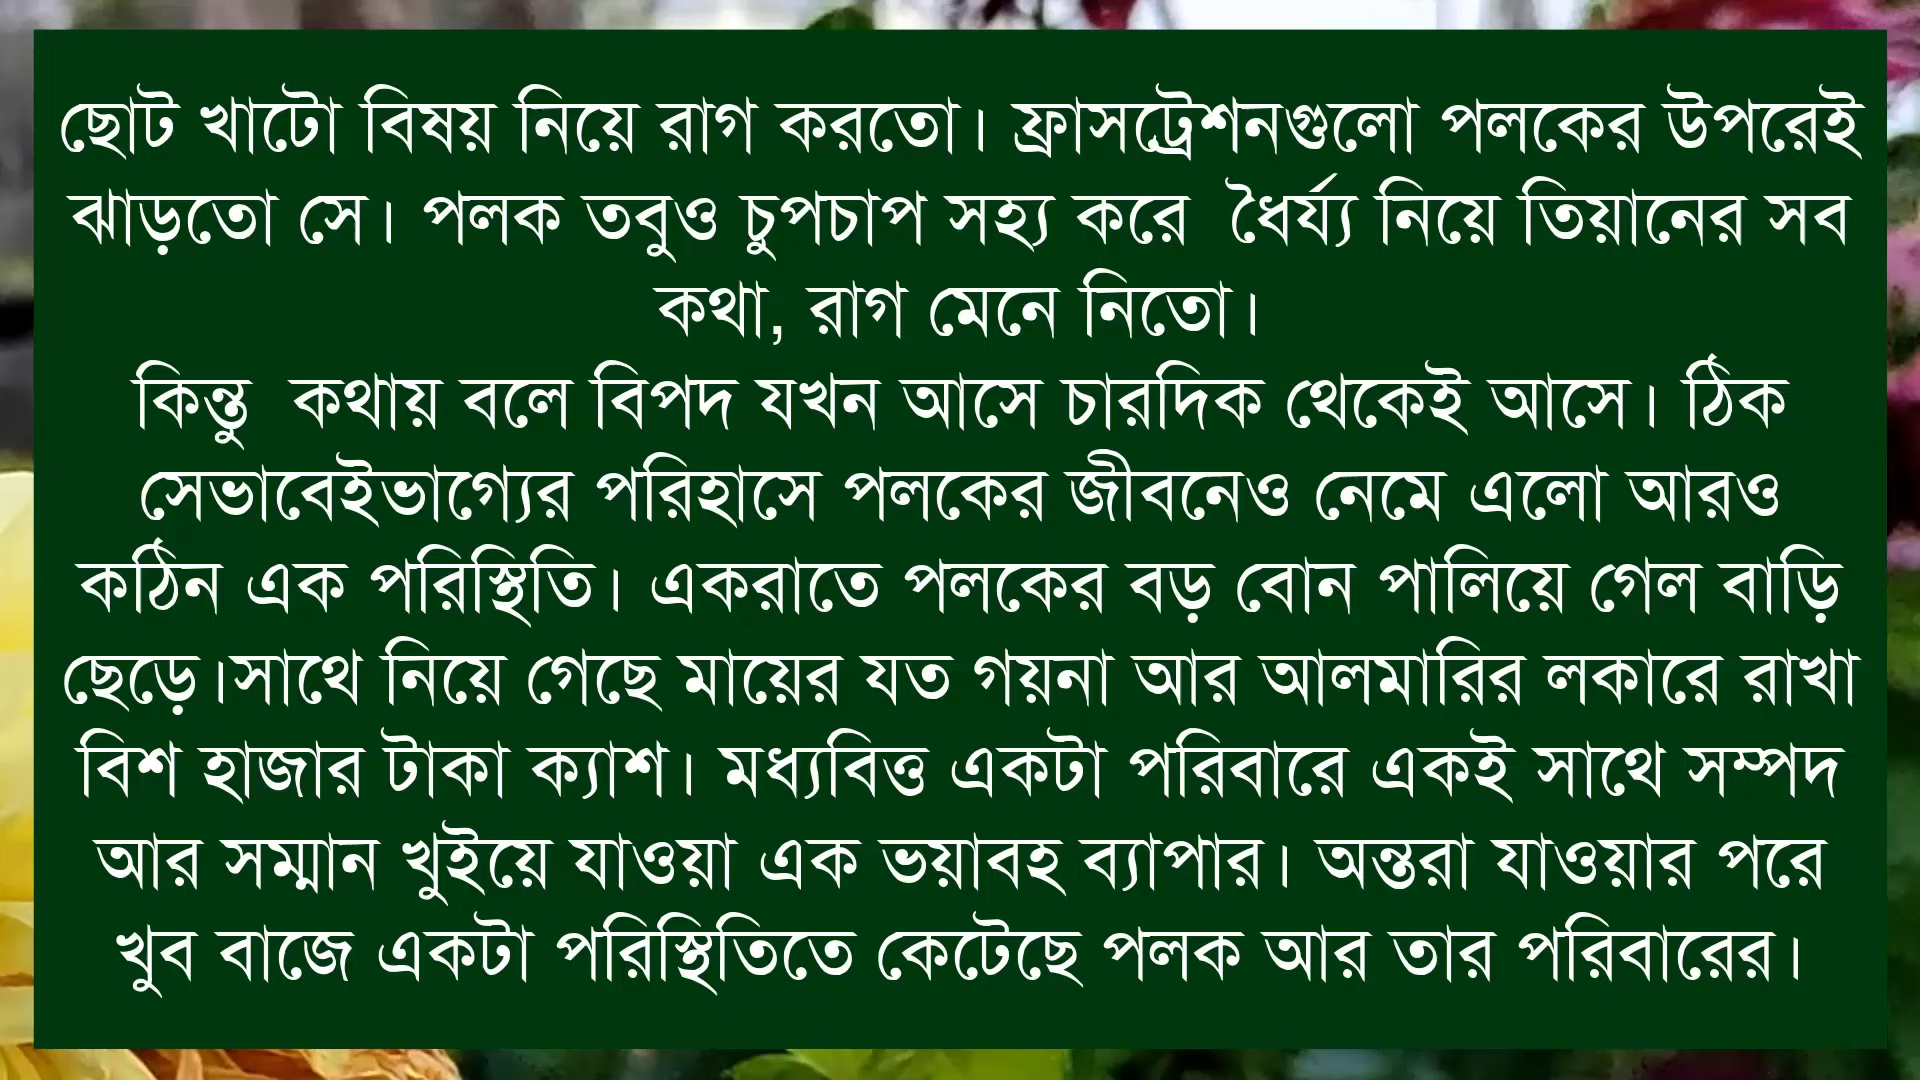 ছোট খাটো বিষয় নিয়ে রাগ করতো। ফ্রাসট্রেশনগুলো পলকের উপরেই
ঝাড়তো সে। পলক তবুও চুপচাপ সহ্য করে  ধৈর্য্য নিয়ে তিয়ানের সব
কথা, রাগ মেনে নিতো।
কিন্তু  কথায় বলে বিপদ যখন আসে চারদিক থেকেই আসে। ঠিক
সেভাবেইভাগ্যের পরিহাসে পলকের জীবনেও নেমে এলো আরও
কঠিন এক পরিস্থিতি। একরাতে পলকের বড় বোন পালিয়ে গেল বাড়ি
ছেড়ে।সাথে নিয়ে গেছে মায়ের যত গয়না আর আলমারির লকারে রাখা
বিশ হাজার টাকা ক্যাশ। মধ্যবিত্ত একটা পরিবারে একই সাথে সম্পদ
আর সম্মান খুইয়ে যাওয়া এক ভয়াবহ ব্যাপার। অন্তরা যাওয়ার পরে
খুব বাজে একটা পরিস্থিতিতে কেটেছে পলক আর তার পরিবারের।